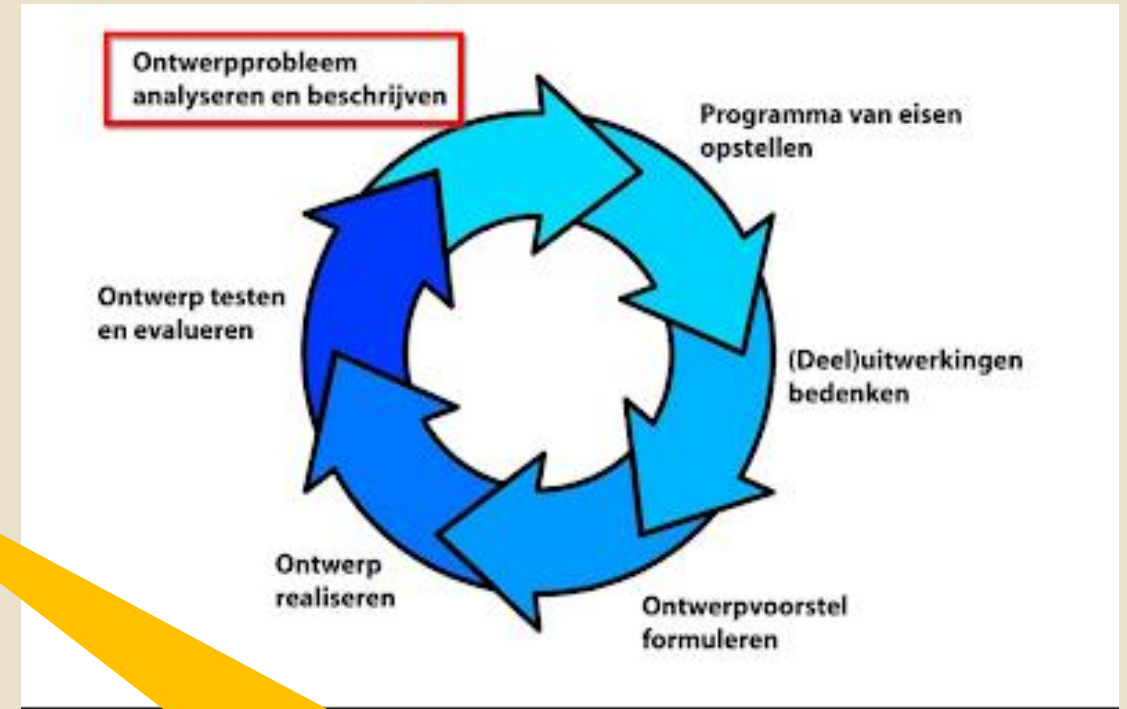 Ontwerpprobleem
analyseren en beschrijven
Programma van eisen
opstellen
(Deel)uitwerkingen
bedenken
Ontwerpvoorstel
formuleren
Ontwerp
realiseren
Ontwerp testen
en evalueren